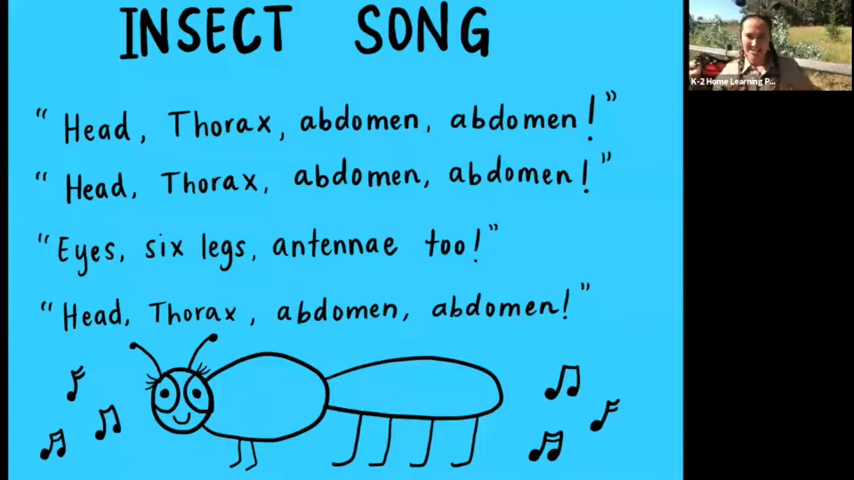 INSECT SONG
"Head, Thorax, abdomen, abdomen!"
"Head, Thorax, abdomen, abdomen!"
"Eyes, six legs, antennae too!"
"Head, Thorax, abdomen, abdomen!"
K-2 Home Learning P...